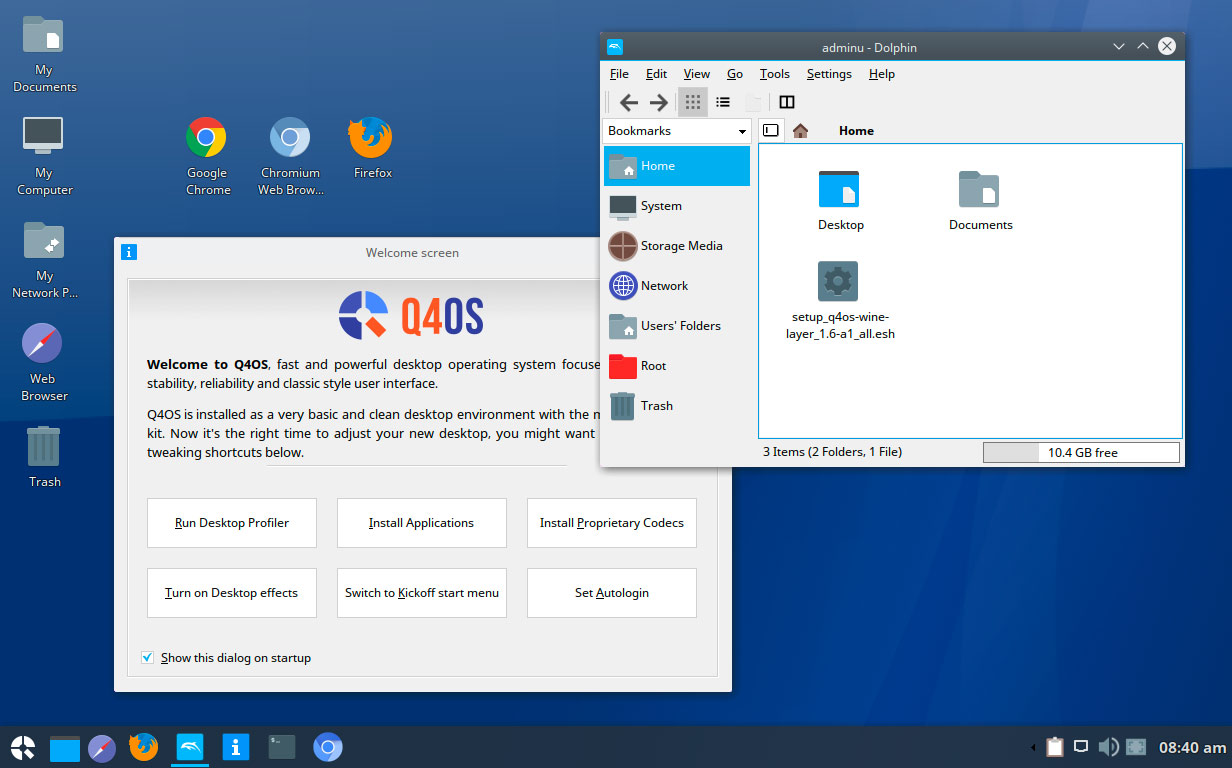 My
Documents
My
Computer
My
Network P...
Web
Browser
Trash
Google
Chrome
Chromium
Web Brow...
Firefox
Welcome screen
Q4OS
Welcome to Q4OS, fast and powerful desktop operating system
stability, reliability and classic style user interface.
Q4OS is installed as a very basic and clean desktop environment with the
kit. Now it's the right time to adjust your new desktop, you might want
tweaking shortcuts below.
Run Desktop Profiler
Install Applications
Install Proprietary Codecs
Turn on Desktop effects
Switch to Kickoff start menu
Set Autologin
Show this dialog on startup
adminu - Dolphin
File Edit View Go Tools Settings Help
Bookmarks
Home
Home
System
Storage Media
Network
Users' Folders
Root
Trash
Desktop
Documents
setup_q4os-wine-
layer_1.6-a1_all.esh
3 Items (2 Folders, 1 File)
10.4 GB free
08:40 am